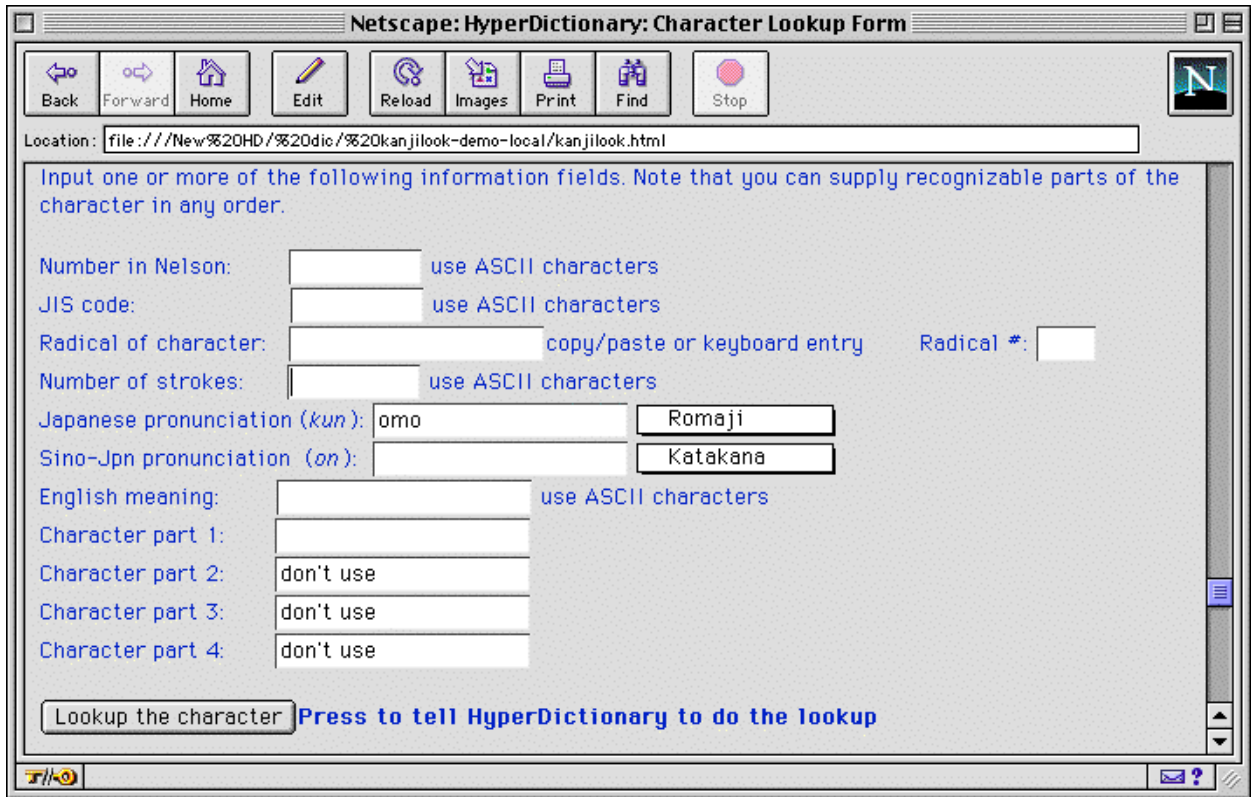 Netscape: HyperDictionary: Character Lookup Form
Back Forward Home Edit Reload Images Print Find Stop N
Location: file:///New%20HD/%20dic/%20kanjilook-demo-local/kanjilook.html
Input one or more of the following information fields. Note that you can supply recognizable parts of the
character in any order.
Number in Nelson: use ASCII characters
JIS code: use ASCII characters
Radical of character: copy/paste or keyboard entry Radical #:
Number of strokes: use ASCII characters
Japanese pronunciation (kun): omo Romaji
Sino-Jpn pronunciation (on): Katakana
English meaning: use ASCII characters
Character part 1:
Character part 2: don't use
Character part 3: don't use
Character part 4: don't use
Lookup the character Press to tell HyperDictionary to do the lookup
?